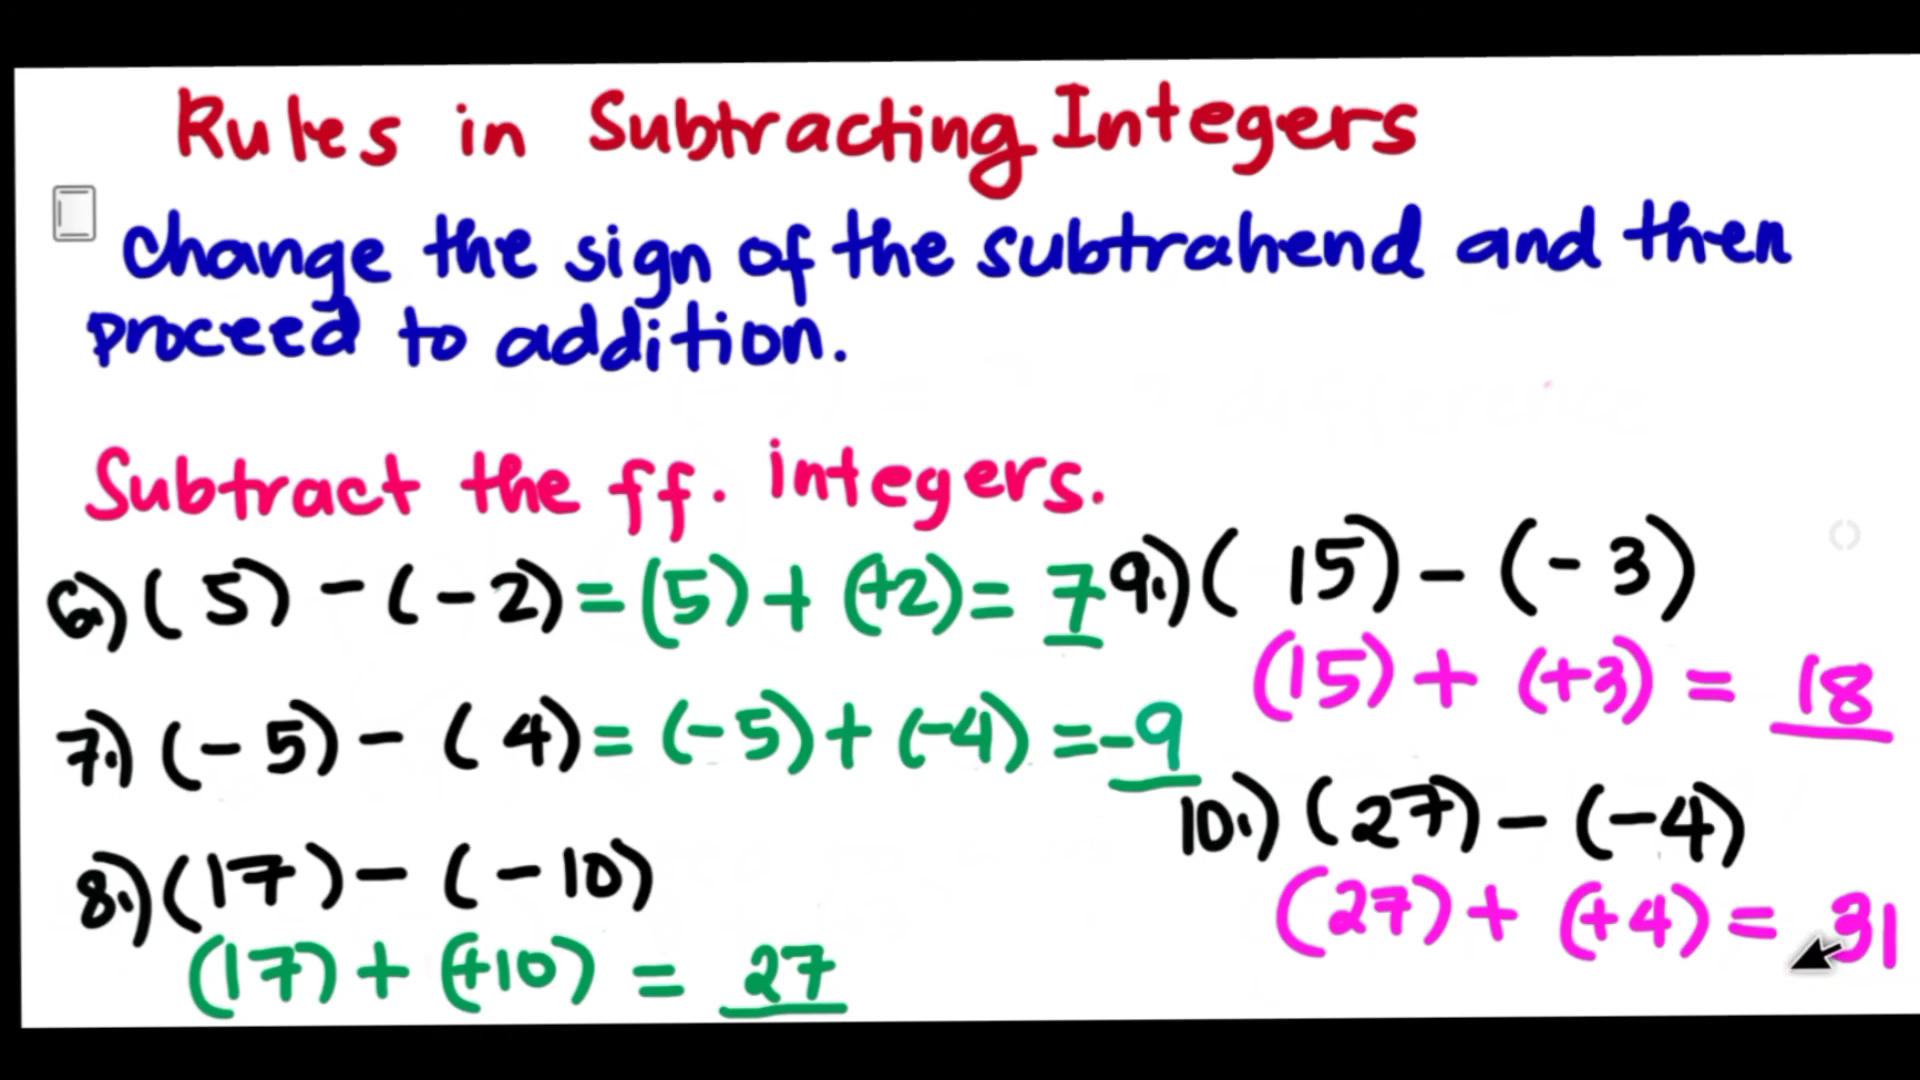 Rules in Subtracting Integers
Change the sign of the subtrahend and then
proceed to addition.
Subtract the ff. integers.
6.) (5) - (-2) = (5) + (+2) = 7
7.) (-5) - (4) = (-5) + (-4) = -9
8.) (17) - (-10)
(17) + (+10) = 27
9.) (15) - (-3)
(15) + (+3) = 18
10.) (27) - (-4)
(27) + (+4) = 31